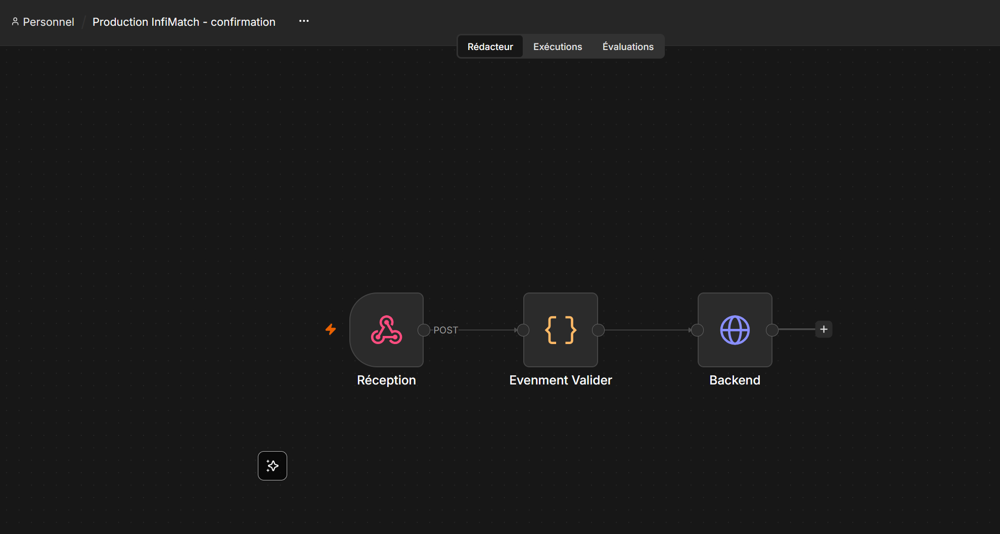 Personnel / Production InfiMatch - confirmation ...
Rédacteur Exécutions Évaluations
POST
Réception Evenment Valider Backend